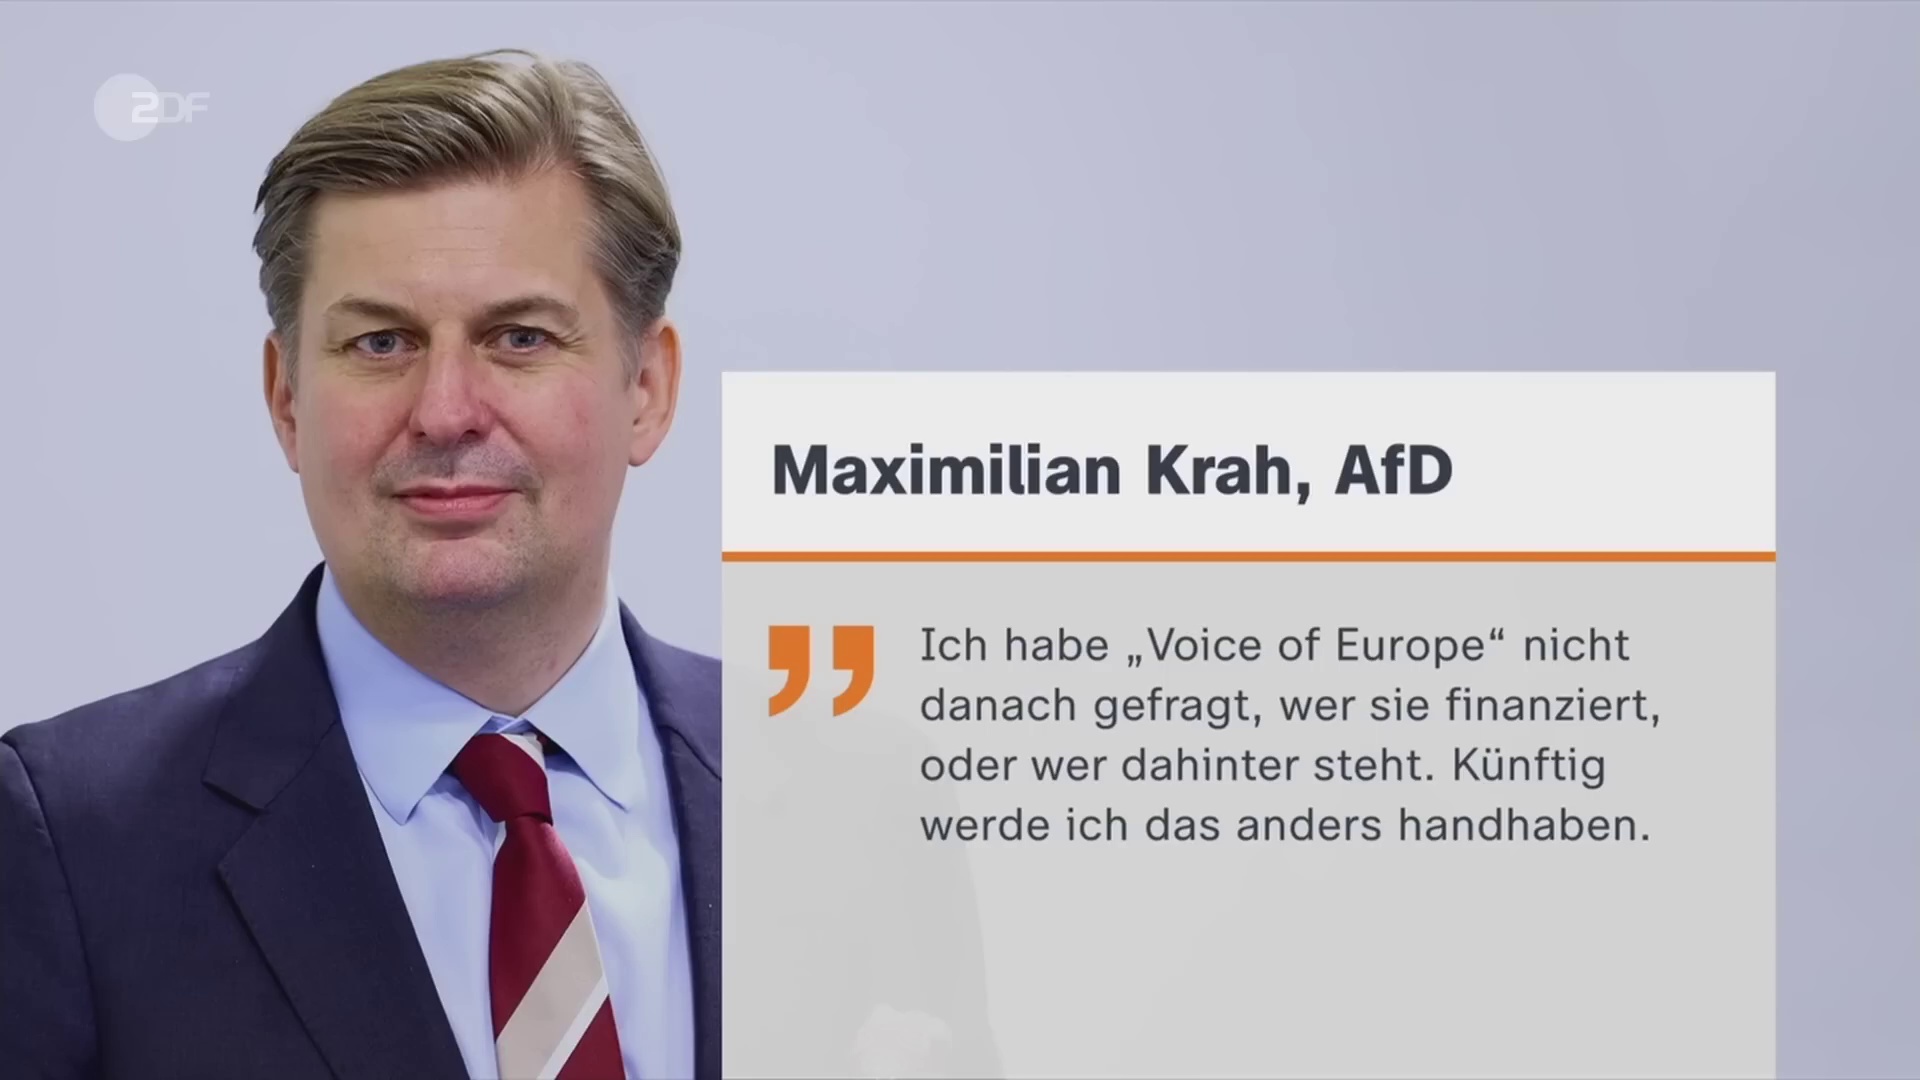 ZDF
Maximilian Krah, AfD
Ich habe „Voice of Europe“ nicht
danach gefragt, wer sie finanziert,
oder wer dahinter steht. Künftig
werde ich das anders handhaben.